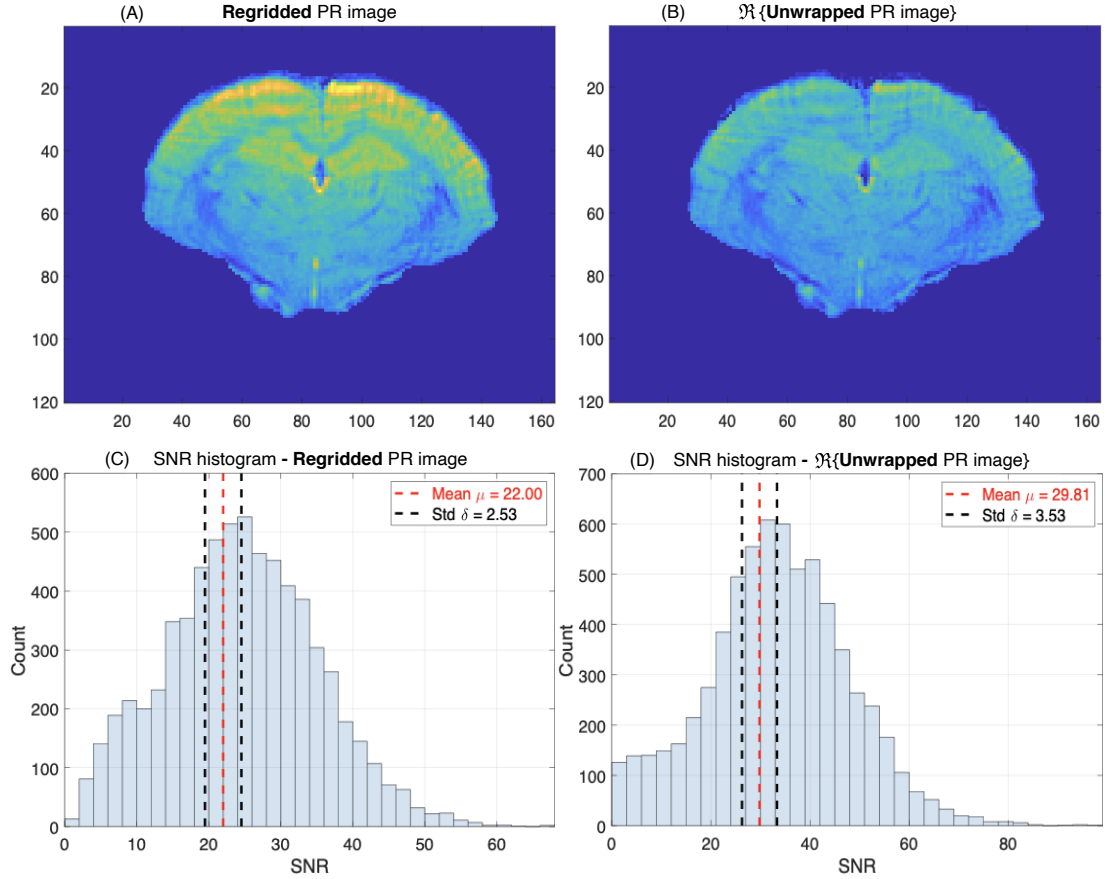 (A) Regridded PR image
20
40
60
80
100
120
20 40 60 80 100 120 140 160
(B) ℜ{Unwrapped PR image}
20
40
60
80
100
120
20 40 60 80 100 120 140 160
(C) SNR histogram - Regridded PR image
Mean μ = 22.00
Std δ = 2.53
600
500
400
300
200
100
0
Count
0 10 20 30 40 50 60
SNR
(D) SNR histogram - ℜ{Unwrapped PR image}
Mean μ = 29.81
Std δ = 3.53
700
600
500
400
300
200
100
0
Count
0 20 40 60 80
SNR